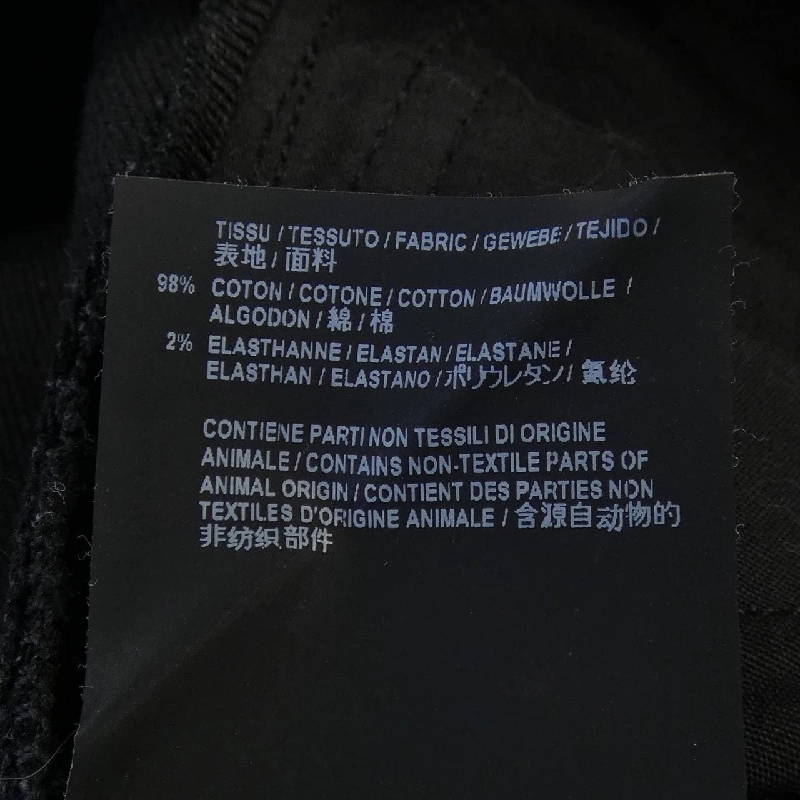 TISSU / TESSUTO / FABRIC / GEWEBE / TEJIDO /
表地 / 面料
98% COTON / COTONE / COTTON / BAUMWOLLE /
ALGODON / 綿 / 棉
2% ELASTHANNE / ELASTAN / ELASTANE /
ELASTHAN / ELASTANO / ポリウレタン / 氨纶
CONTIENE PARTI NON TESSILI DI ORIGINE
ANIMALE / CONTAINS NON-TEXTILE PARTS OF
ANIMAL ORIGIN / CONTIENT DES PARTIES NON
TEXTILES D'ORIGINE ANIMALE / 含源自动物的
非纺织部件